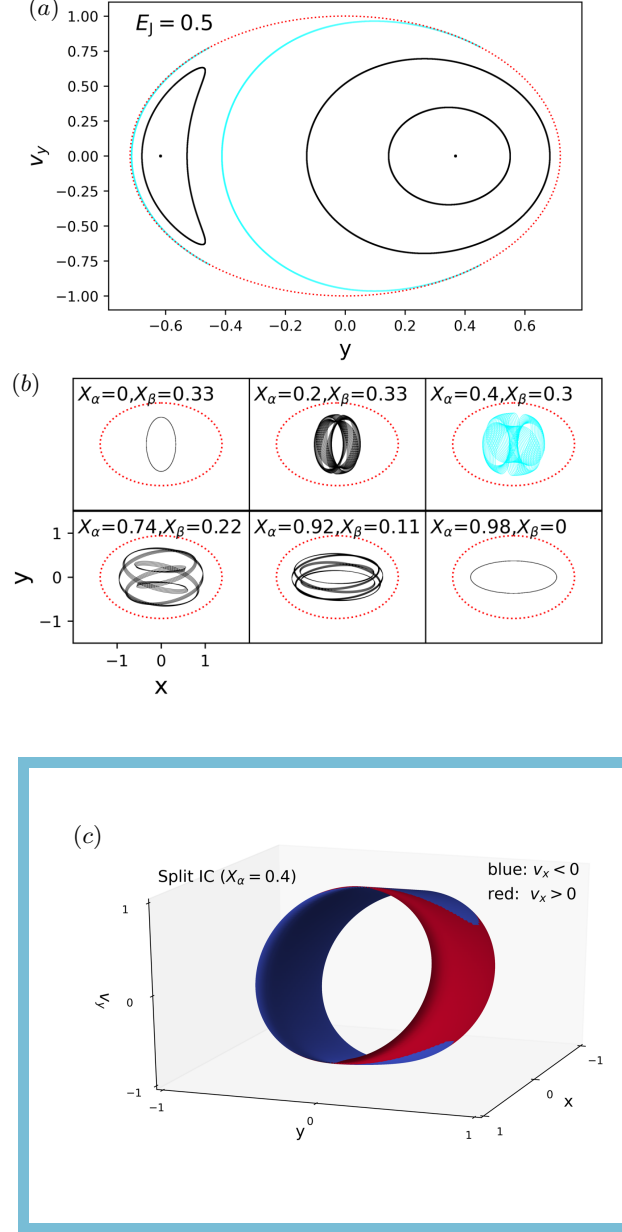 (a)
E_J = 0.5
1.00
0.75
0.50
0.25
0.00
−0.25
−0.50
−0.75
−1.00
v_y
−0.6 −0.4 −0.2 0.0 0.2 0.4 0.6
y
(b)
X_α=0,X_β=0.33
X_α=0.2,X_β=0.33
X_α=0.4,X_β=0.3
X_α=0.74,X_β=0.22
X_α=0.92,X_β=0.11
X_α=0.98,X_β=0
1
0
−1
y
−1 0 1
x
(c)
Split IC (X_α = 0.4)
blue: v_x < 0
red: v_x > 0
1
0
−1
v_y
−1
0
1
y
1
0
−1
x